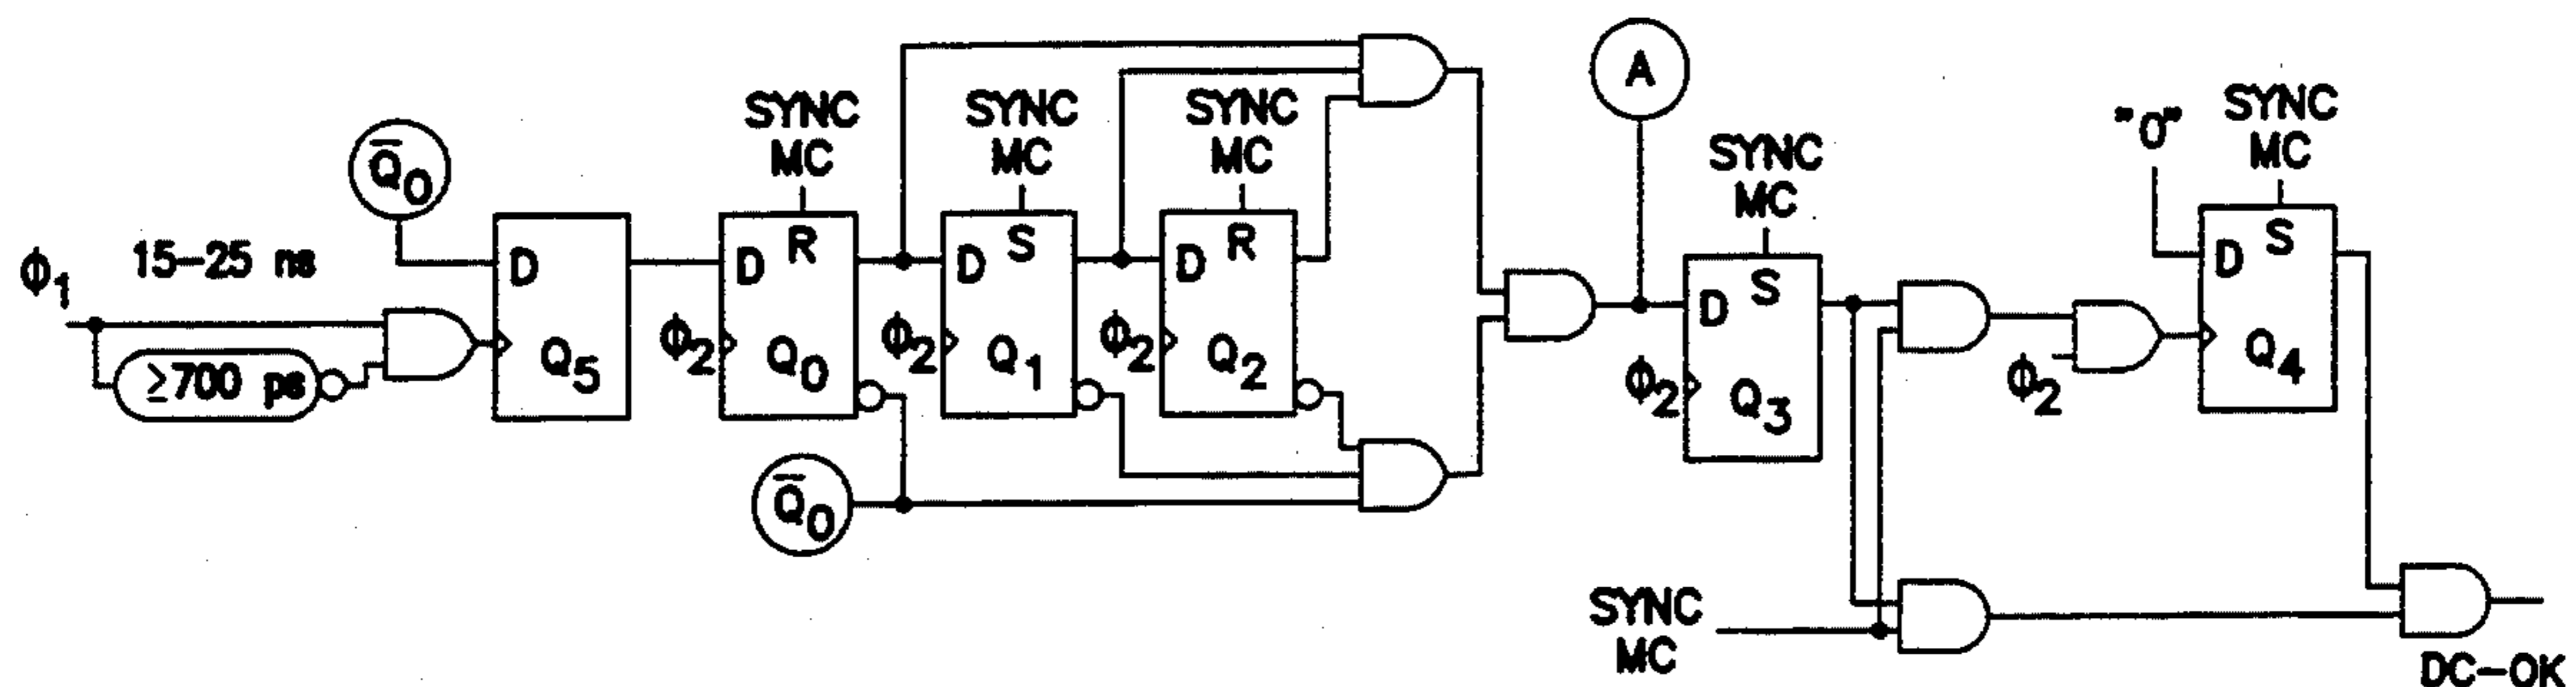 ϕ1
15-25 ns
≥700 ps
Q̅0
D
Q5
SYNC
MC
D R
ϕ2
Q0
Q̅0
SYNC
MC
D S
ϕ2
Q1
SYNC
MC
D R
ϕ2
Q2
A
SYNC
MC
D S
ϕ2
Q3
SYNC
MC
ϕ2
"0"
SYNC
MC
D S
Q4
DC-OK